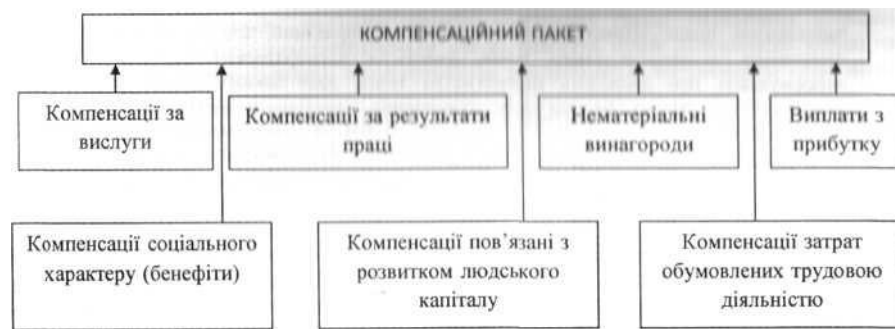 КОМПЕНСАЦІЙНИЙ ПАКЕТ
Компенсації за
вислуги
Компенсації за результати
праці
Нематеріальні
винагороди
Виплати з
прибутку
Компенсації соціального
характеру (бенефіти)
Компенсації пов’язані з
розвитком людського
капіталу
Компенсації затрат
обумовлених трудовою
діяльністю